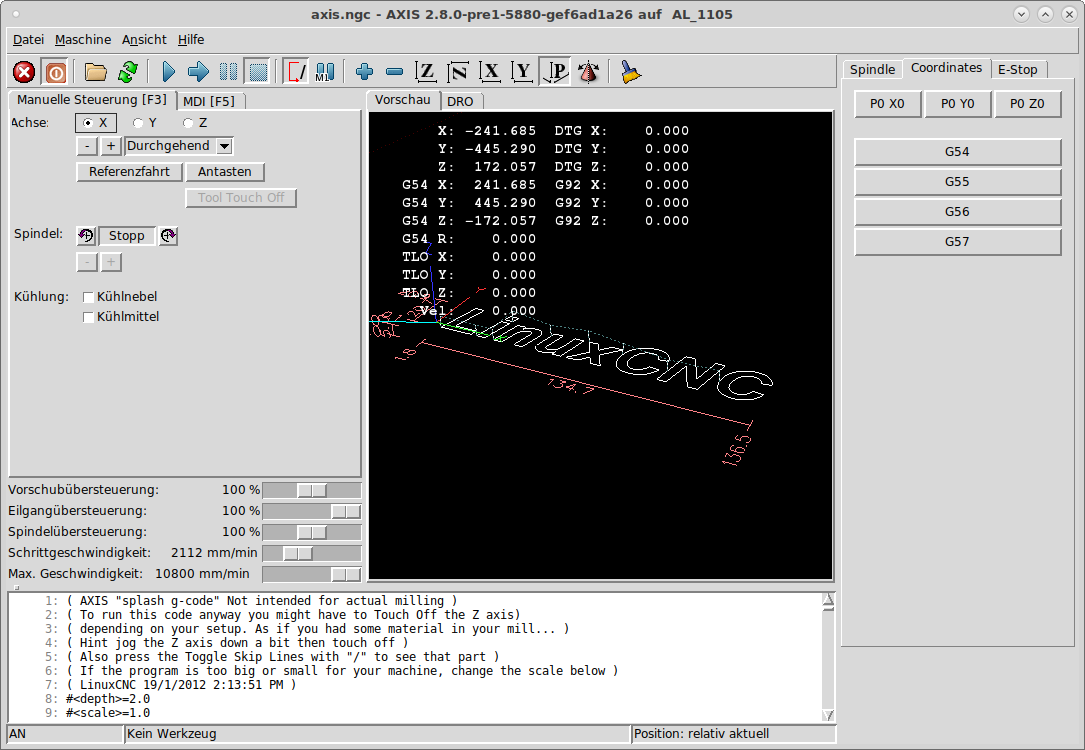 axis.ngc - AXIS 2.8.0-pre1-5880-gef6ad1a26 auf  AL_1105
Datei Maschine Ansicht Hilfe
M1 Z N X Y P
Manuelle Steuerung [F3] MDI [F5]
Achse: X Y Z
- + Durchgehend
Referenzfahrt Antasten
Tool Touch Off
Spindel: Stopp
- +
Kühlung: Kühlnebel
Kühlmittel
Vorschubübersteuerung: 100 %
Eilgangübersteuerung: 100 %
Spindelübersteuerung: 100 %
Schrittgeschwindigkeit: 2112 mm/min
Max. Geschwindigkeit: 10800 mm/min
Vorschau DRO
X: -241.685 DTG X: 0.000
Y: -445.290 DTG Y: 0.000
Z: 172.057 DTG Z: 0.000
G54 X: 241.685 G92 X: 0.000
G54 Y: 445.290 G92 Y: 0.000
G54 Z: -172.057 G92 Z: 0.000
G54 R: 0.000
TLO X: 0.000
TLO Y: 0.000
TLO Z: 0.000
Vel: 0.000
LinuxCNC
1.8
134.7
136.5
Spindle Coordinates E-Stop
P0 X0 P0 Y0 P0 Z0
G54
G55
G56
G57
1: ( AXIS "splash g-code" Not intended for actual milling )
2: ( To run this code anyway you might have to Touch Off the Z axis)
3: ( depending on your setup. As if you had some material in your mill... )
4: ( Hint jog the Z axis down a bit then touch off )
5: ( Also press the Toggle Skip Lines with "/" to see that part )
6: ( If the program is too big or small for your machine, change the scale below )
7: ( LinuxCNC 19/1/2012 2:13:51 PM )
8: #<depth>=2.0
9: #<scale>=1.0
AN Kein Werkzeug Position: relativ aktuell